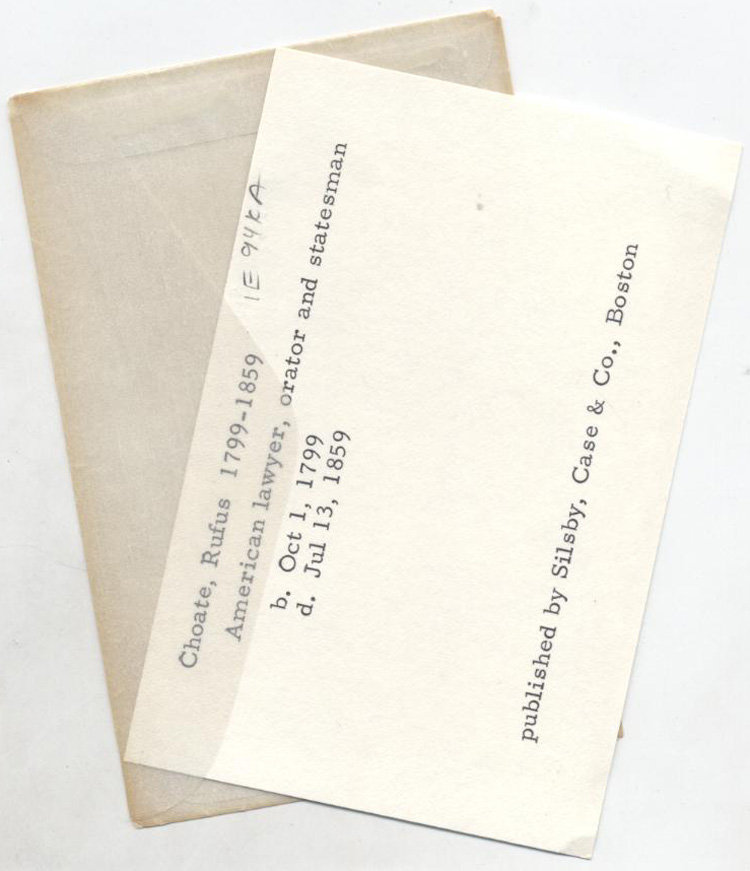 Choate, Rufus 1799-1859 IE 94KA
American lawyer, orator and statesman
b. Oct 1, 1799
d. Jul 13, 1859
published by Silsby, Case & Co., Boston